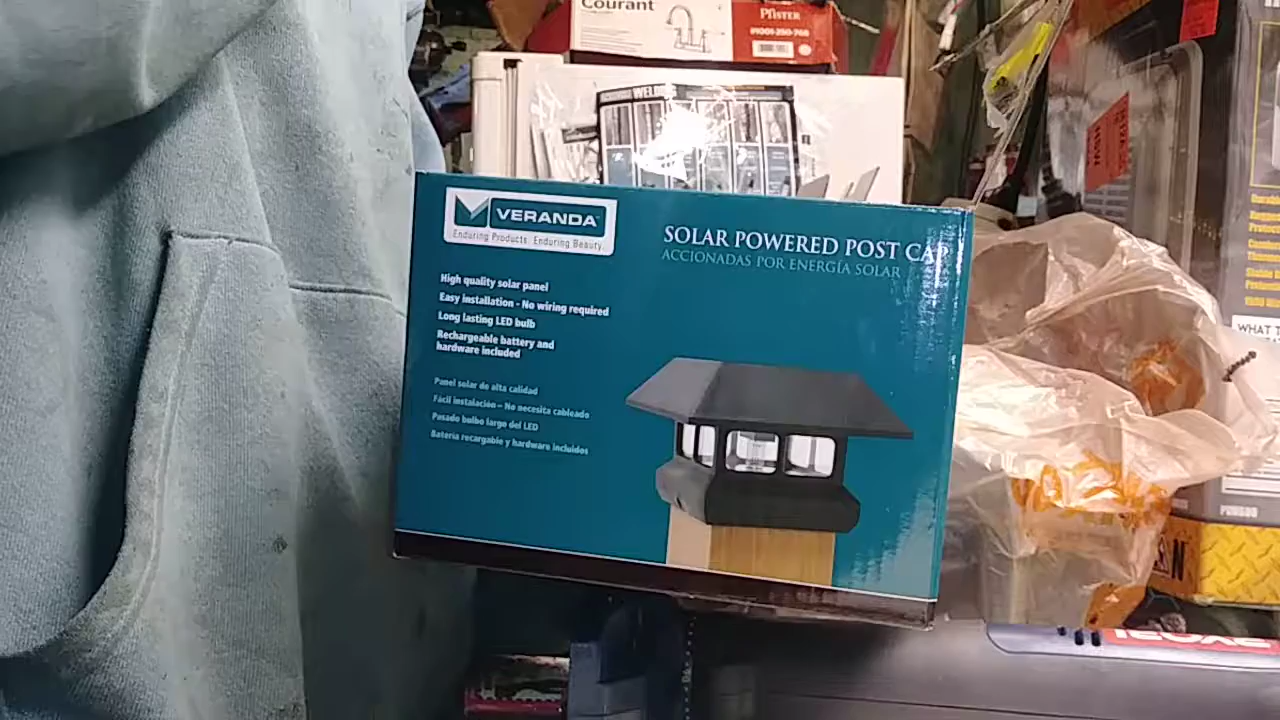 Courant
PFISTER
WELD
VERANDA
Enduring Products. Enduring Beauty.
SOLAR POWERED POST CAP
ACCIONADAS POR ENERGÍA SOLAR
High quality solar panel
Easy installation - No wiring required
Long lasting LED bulb
Rechargeable battery and
hardware included
Panel solar de alta calidad
Fácil instalación – No necesita cableado
Pasado bulbo largo del LED
Batería recargable y hardware incluidos
WHAT